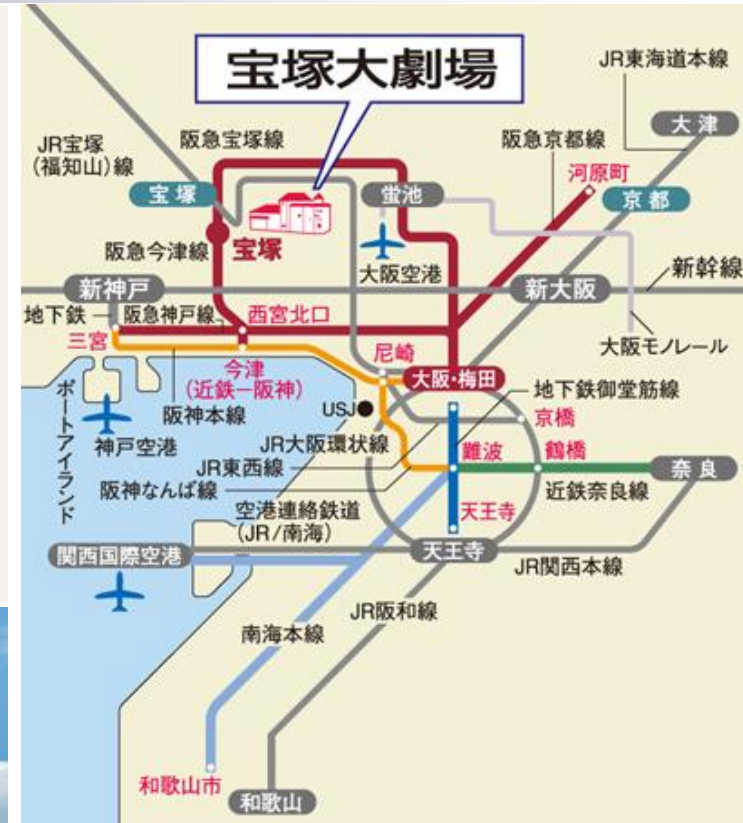 宝塚大劇場
JR東海道本線
大津
JR宝塚
(福知山)線
阪急宝塚線
阪急京都線
河原町
宝塚
蛍池
京都
阪急今津線
宝塚
大阪空港
新神戸
新大阪
新幹線
地下鉄
阪急神戸線
西宮北口
三宮
大阪モノレール
今津
(近鉄ー阪神)
尼崎
大阪・梅田
地下鉄御堂筋線
ポートアイランド
神戸空港
阪神本線
USJ
京橋
JR大阪環状線
JR東西線
難波
鶴橋
奈良
阪神なんば線
近鉄奈良線
空港連絡鉄道
(JR/南海)
天王寺
関西国際空港
天王寺
JR関西本線
JR阪和線
南海本線
和歌山市
和歌山